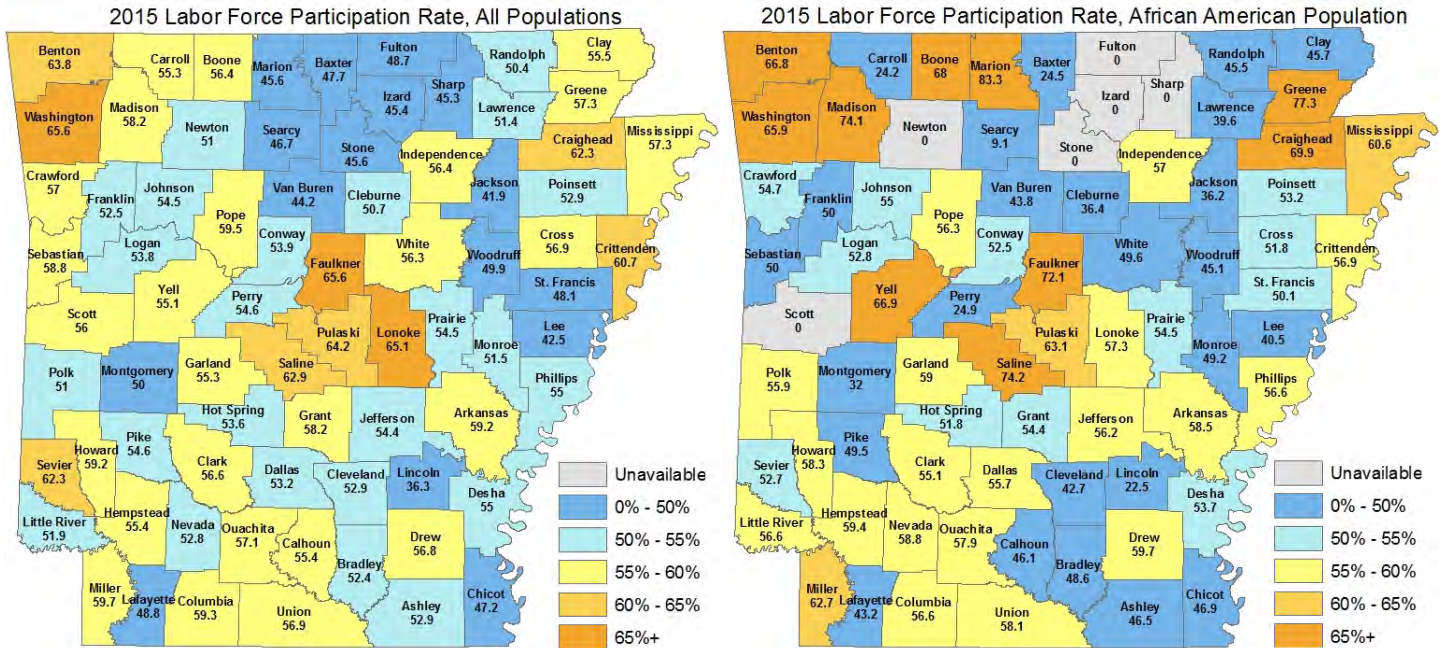 2015 Labor Force Participation Rate, All Populations
Benton
63.8
Carroll
55.3
Boone
56.4
Marion
45.6
Baxter
47.7
Fulton
48.7
Randolph
50.4
Clay
55.5
Washington
65.6
Madison
58.2
Newton
51
Searcy
46.7
Izard
45.4
Sharp
45.3
Lawrence
51.4
Greene
57.3
Craighead
62.3
Mississippi
57.3
Stone
45.6
Independence
56.4
Crawford
57
Franklin
52.5
Johnson
54.5
Pope
59.5
Van Buren
44.2
Cleburne
50.7
Jackson
41.9
Poinsett
52.9
Sebastian
58.8
Logan
53.8
Conway
53.9
Faulkner
65.6
White
56.3
Woodruff
49.9
Cross
56.9
Crittenden
60.7
Scott
56
Yell
55.1
Perry
54.6
St. Francis
48.1
Pulaski
64.2
Lonoke
65.1
Prairie
54.5
Monroe
51.5
Lee
42.5
Saline
62.9
Polk
51
Montgomery
50
Garland
55.3
Phillips
55
Hot Spring
53.6
Grant
58.2
Jefferson
54.4
Arkansas
59.2
Sevier
62.3
Howard
59.2
Pike
54.6
Clark
56.6
Dallas
53.2
Cleveland
52.9
Lincoln
36.3
Desha
55
Little River
51.9
Hempstead
55.4
Nevada
52.8
Ouachita
57.1
Calhoun
55.4
Bradley
52.4
Drew
56.8
Miller
59.7
Lafayette
48.8
Columbia
59.3
Union
56.9
Ashley
52.9
Chicot
47.2
Unavailable
0% - 50%
50% - 55%
55% - 60%
60% - 65%
65%+
2015 Labor Force Participation Rate, African American Population
Benton
66.8
Carroll
24.2
Boone
68
Marion
83.3
Baxter
24.5
Fulton
0
Randolph
45.5
Clay
45.7
Washington
65.9
Madison
74.1
Newton
0
Searcy
9.1
Izard
0
Sharp
0
Lawrence
39.6
Greene
77.3
Craighead
69.9
Mississippi
60.6
Stone
0
Independence
57
Crawford
54.7
Franklin
50
Johnson
55
Pope
56.3
Van Buren
43.8
Cleburne
36.4
Jackson
36.2
Poinsett
53.2
Sebastian
50
Logan
52.8
Conway
52.5
Faulkner
72.1
White
49.6
Woodruff
45.1
Cross
51.8
Crittenden
56.9
Scott
0
Yell
66.9
Perry
24.9
St. Francis
50.1
Pulaski
63.1
Lonoke
57.3
Prairie
54.5
Monroe
49.2
Lee
40.5
Saline
74.2
Polk
55.9
Montgomery
32
Garland
59
Phillips
56.6
Hot Spring
51.8
Grant
54.4
Jefferson
56.2
Arkansas
58.5
Sevier
52.7
Howard
58.3
Pike
49.5
Clark
55.1
Dallas
55.7
Cleveland
42.7
Lincoln
22.5
Desha
53.7
Little River
56.6
Hempstead
59.4
Nevada
58.8
Ouachita
57.9
Calhoun
46.1
Bradley
48.6
Drew
59.7
Miller
62.7
Lafayette
43.2
Columbia
56.6
Union
58.1
Ashley
46.5
Chicot
46.9
Unavailable
0% - 50%
50% - 55%
55% - 60%
60% - 65%
65%+